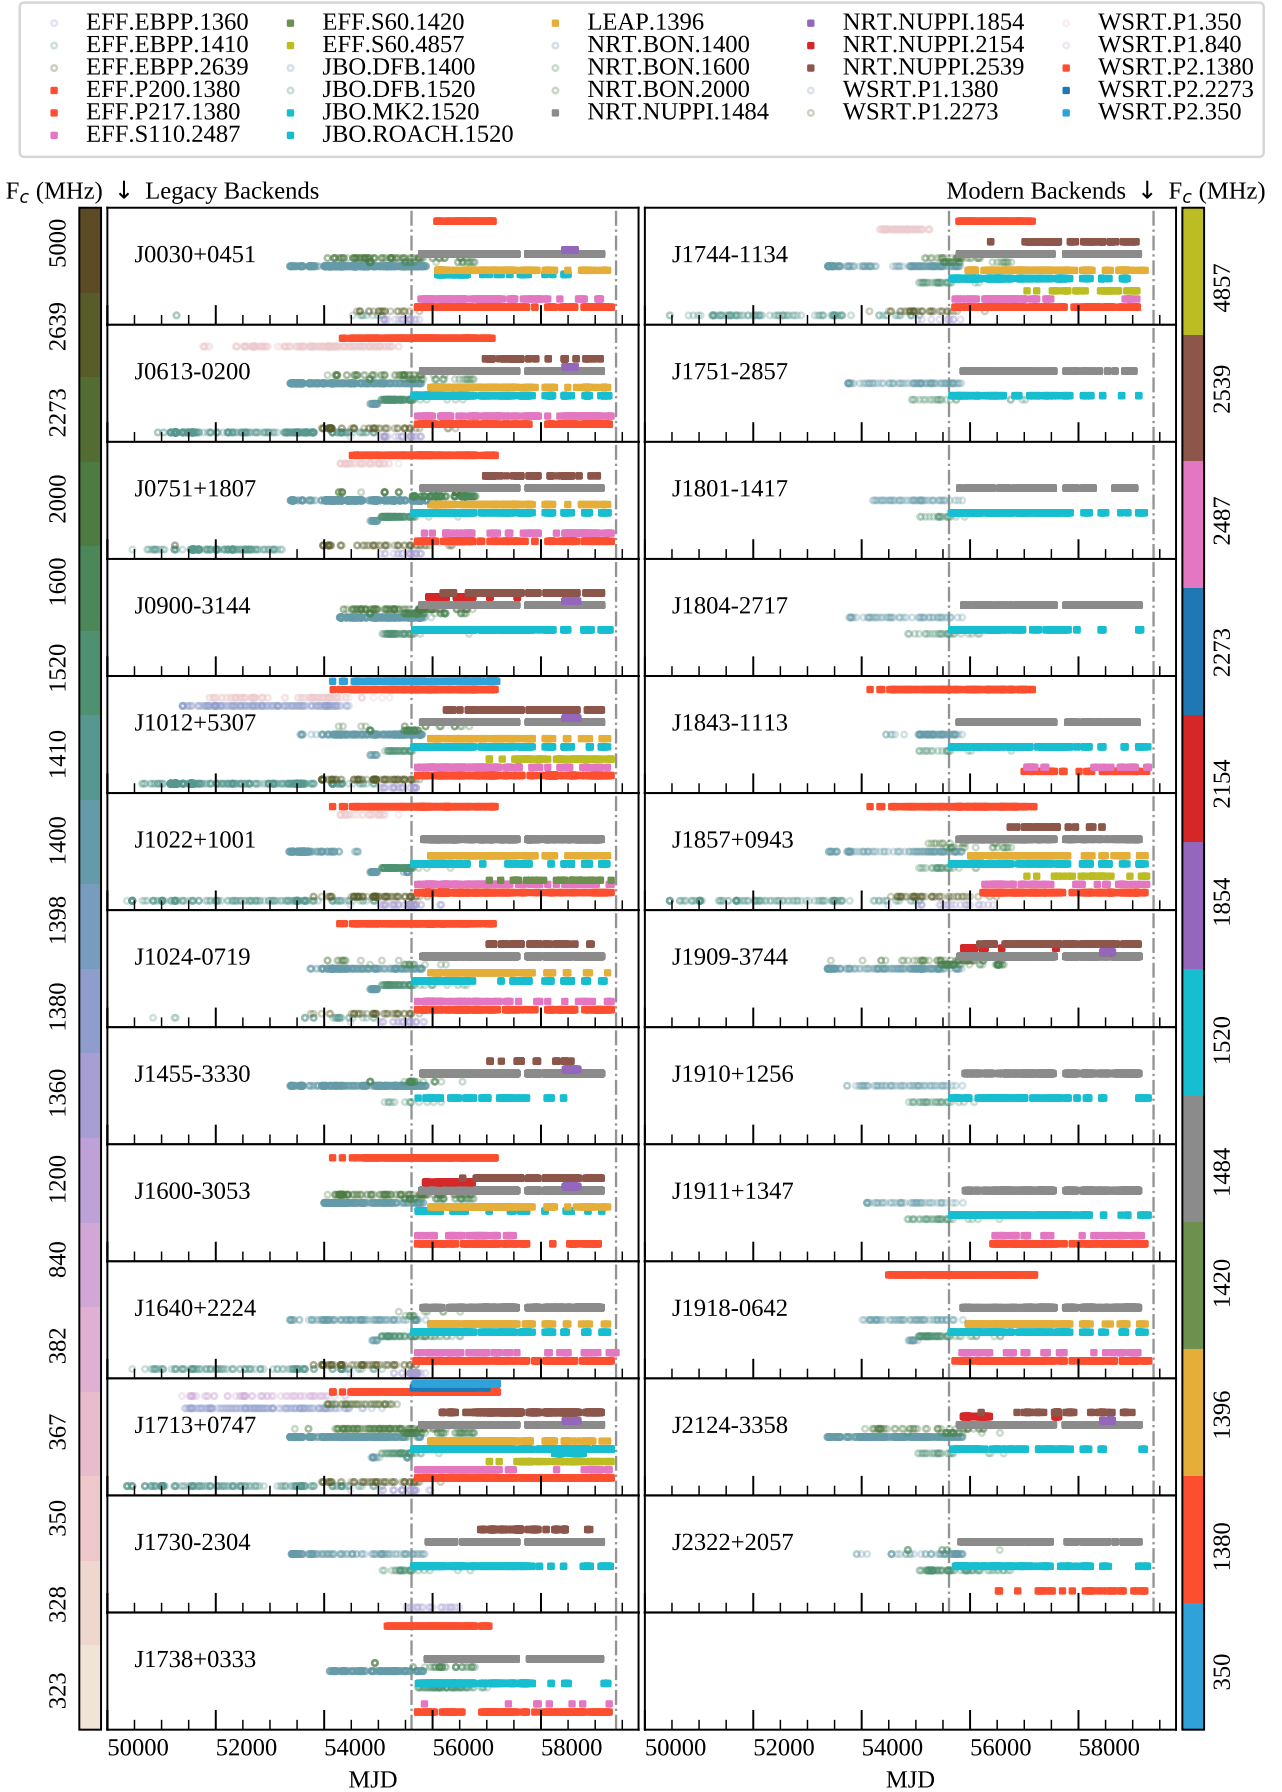 EFF.EBPP.1360 EFF.S60.1420 LEAP.1396 NRT.NUPPI.1854 WSRT.P1.350
EFF.EBPP.1410 EFF.S60.4857 NRT.BON.1400 NRT.NUPPI.2154 WSRT.P1.840
EFF.EBPP.2639 JBO.DFB.1400 NRT.BON.1600 NRT.NUPPI.2539 WSRT.P2.1380
EFF.P200.1380 JBO.DFB.1520 NRT.BON.2000 WSRT.P1.1380 WSRT.P2.2273
EFF.P217.1380 JBO.MK2.1520 NRT.NUPPI.1484 WSRT.P1.2273 WSRT.P2.350
EFF.S110.2487 JBO.ROACH.1520
F_c (MHz) ↓ Legacy Backends Modern Backends ↓ F_c (MHz)
J0030+0451 J1744-1134
J0613-0200 J1751-2857
J0751+1807 J1801-1417
J0900-3144 J1804-2717
J1012+5307 J1843-1113
J1022+1001 J1857+0943
J1024-0719 J1909-3744
J1455-3330 J1910+1256
J1600-3053 J1911+1347
J1640+2224 J1918-0642
J1713+0747 J2124-3358
J1730-2304 J2322+2057
J1738+0333
5000
2639
2273
2000
1600
1520
1410
1400
1398
1380
1360
1200
840
382
367
350
328
323
4857
2539
2487
2273
2154
1854
1520
1484
1420
1396
1380
350
50000 52000 54000 56000 58000 50000 52000 54000 56000 58000
MJD MJD